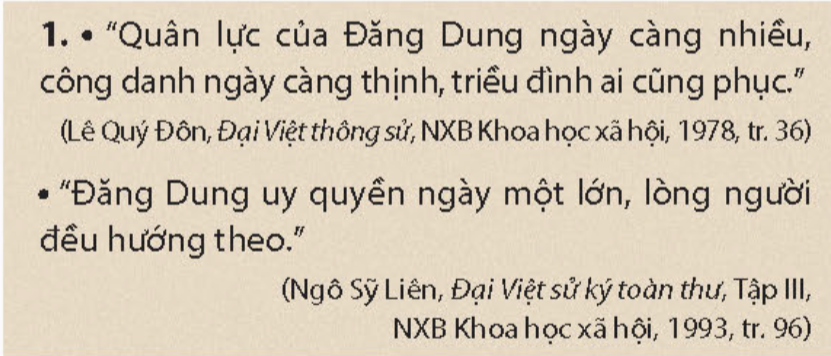 1. • “Quân lực của Đăng Dung ngày càng nhiều,
công danh ngày càng thịnh, triều đình ai cũng phục.”
(Lê Quý Đôn, Đại Việt thông sử, NXB Khoa học xã hội, 1978, tr. 36)
• “Đăng Dung uy quyền ngày một lớn, lòng người
đều hướng theo.”
(Ngô Sỹ Liên, Đại Việt sử ký toàn thư, Tập III,
NXB Khoa học xã hội, 1993, tr. 96)